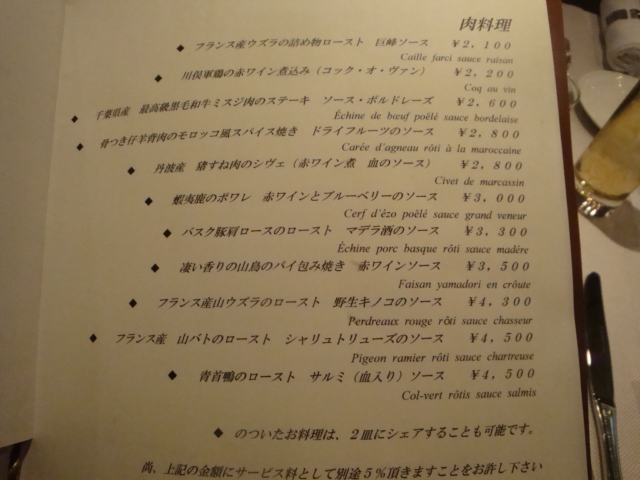 肉料理
◆ フランス産ウズラの詰め物ロースト 巨峰ソース ￥2,100
Caille farci sauce raisan
◆ 川俣軍鶏の赤ワイン煮込み（コック・オ・ヴァン） ￥2,200
Coq au vin
◆ 千葉県産 最高級黒毛和牛ミスジ肉のステーキ ソース・ボルドレーズ ￥2,600
Échine de bœuf poêlé sauce bordelaise
◆ 骨つき仔羊背肉のモロッコ風スパイス焼き ドライフルーツのソース ￥2,800
Carée d'agneau rôti à la maroccaine
◆ 丹波産 猪すね肉のシヴェ（赤ワイン煮 血のソース） ￥2,800
Civet de marcassin
◆ 蝦夷鹿のポワレ 赤ワインとブルーベリーのソース ￥3,000
Cerf d'ézo poêlé sauce grand veneur
◆ バスク豚肩ロースのロースト マデラ酒のソース ￥3,300
Échine porc basque rôti sauce madère
◆ 凄い香りの山鳥のパイ包み焼き 赤ワインソース ￥3,500
Faisan yamadori en croûte
◆ フランス産山ウズラのロースト 野生キノコのソース ￥4,300
Perdreaux rouge rôti sauce chasseur
◆ フランス産 山バトのロースト シャリュトリューズのソース ￥4,500
Pigeon ramier rôti sauce chartreuse
◆ 青首鴨のロースト サルミ（血入り）ソース ￥4,500
Col-vert rôtis sauce salmis
◆ のついたお料理は、２皿にシェアすることも可能です。
尚、上記の金額にサービス料として別途５％頂きますことをお許し下さい